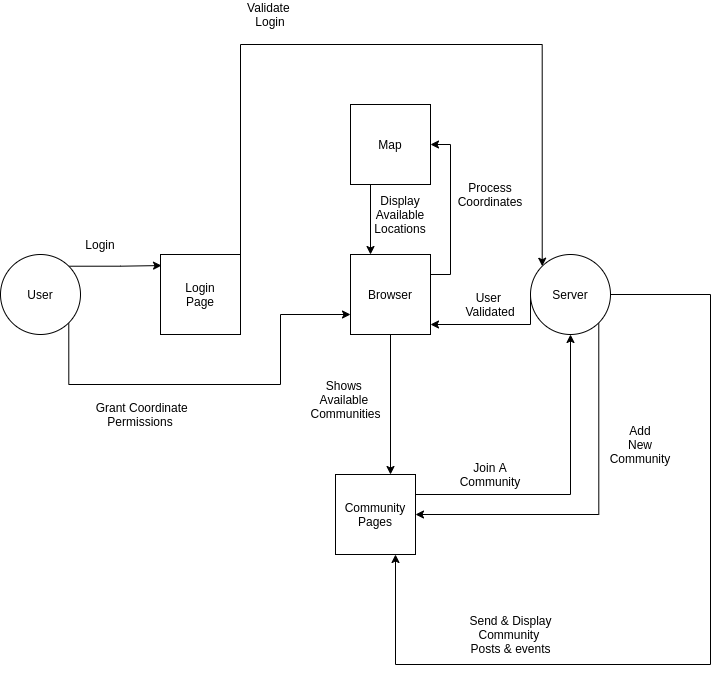 Validate
Login
Map
Process
Coordinates
Display
Available
Locations
Login
User
Login
Page
Browser
User
Validated
Server
Grant Coordinate
Permissions
Shows
Available
Communities
Add
New
Community
Join A
Community
Community
Pages
Send & Display
Community
Posts & events